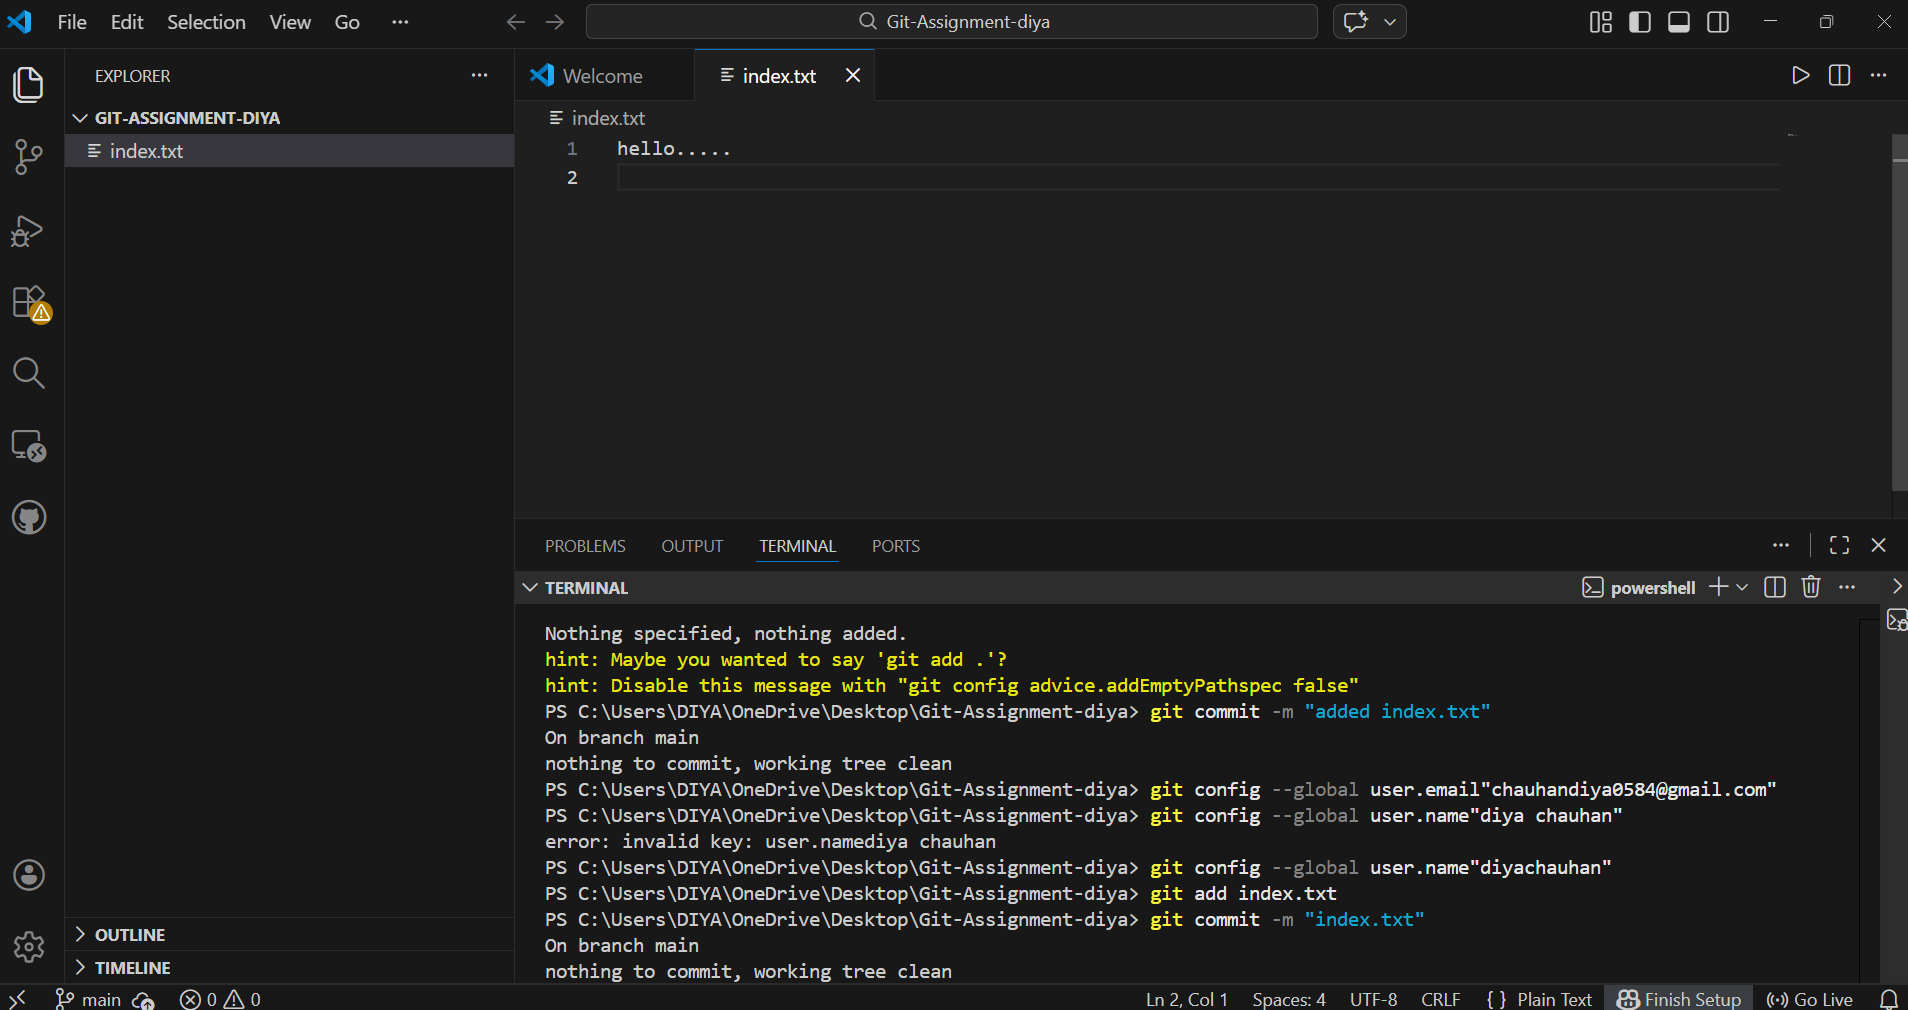 File Edit Selection View Go ···
Git-Assignment-diya
EXPLORER
GIT-ASSIGNMENT-DIYA
index.txt
Welcome
index.txt
index.txt
1 hello.....
2
PROBLEMS OUTPUT TERMINAL PORTS
TERMINAL
powershell
Nothing specified, nothing added.
hint: Maybe you wanted to say 'git add .'?
hint: Disable this message with "git config advice.addEmptyPathspec false"
PS C:\Users\DIYA\OneDrive\Desktop\Git-Assignment-diya> git commit -m "added index.txt"
On branch main
nothing to commit, working tree clean
PS C:\Users\DIYA\OneDrive\Desktop\Git-Assignment-diya> git config --global user.email"chauhandiya0584@gmail.com"
PS C:\Users\DIYA\OneDrive\Desktop\Git-Assignment-diya> git config --global user.name"diya chauhan"
error: invalid key: user.namediya chauhan
PS C:\Users\DIYA\OneDrive\Desktop\Git-Assignment-diya> git config --global user.name"diyachauhan"
PS C:\Users\DIYA\OneDrive\Desktop\Git-Assignment-diya> git add index.txt
PS C:\Users\DIYA\OneDrive\Desktop\Git-Assignment-diya> git commit -m "index.txt"
On branch main
nothing to commit, working tree clean
OUTLINE
TIMELINE
main 0 0 Ln 2, Col 1 Spaces: 4 UTF-8 CRLF { } Plain Text Finish Setup Go Live